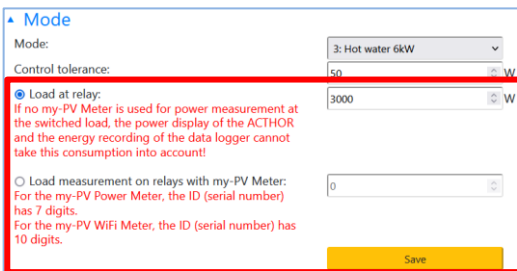 Mode
Mode:
3: Hot water 6kW
Control tolerance:
50 W
Load at relay:
3000 W
If no my-PV Meter is used for power measurement at
the switched load, the power display of the ACTHOR
and the energy recording of the data logger cannot
take this consumption into account!
Load measurement on relays with my-PV Meter:
0
For the my-PV Power Meter, the ID (serial number)
has 7 digits.
For the my-PV WiFi Meter, the ID (serial number) has
10 digits.
Save